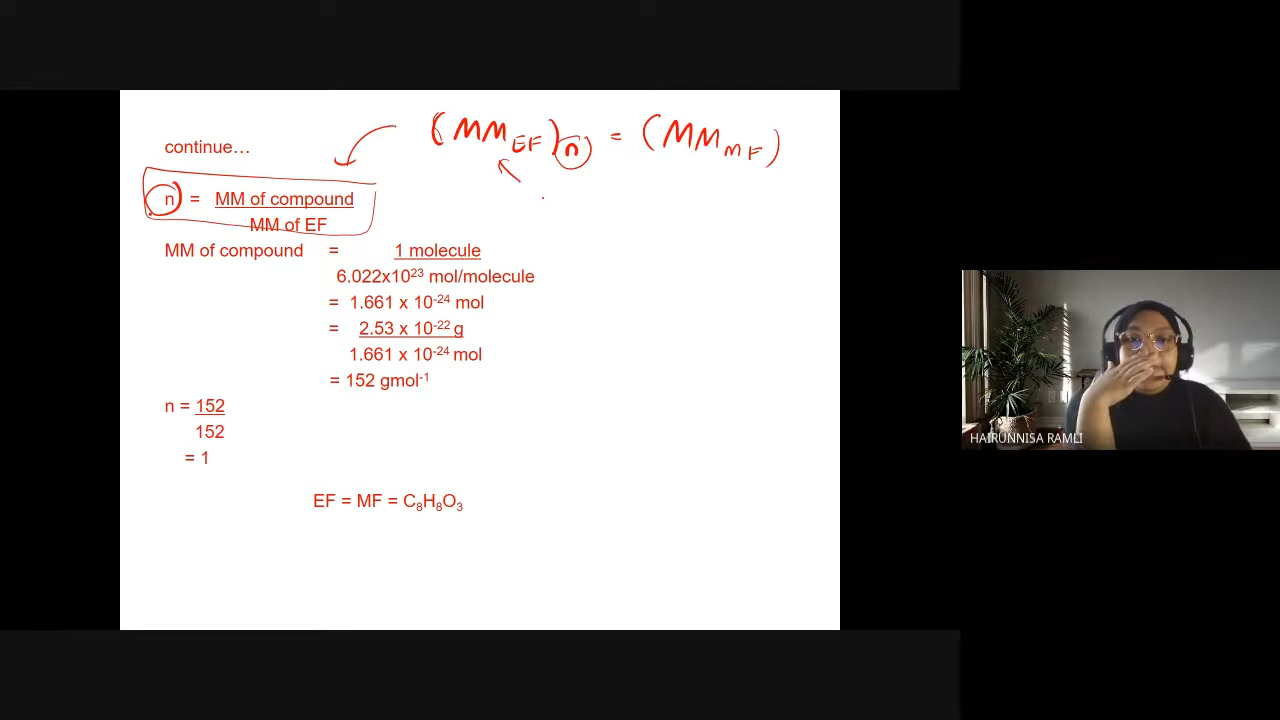 (MM EF) n = (MM MF)
continue…
n) = MM of compound
MM of EF
MM of compound = 1 molecule
6.022x10²³ mol/molecule
= 1.661 x 10⁻²⁴ mol
= 2.53 x 10⁻²² g
1.661 x 10⁻²⁴ mol
= 152 gmol⁻¹
n = 152
152
= 1
EF = MF = C₈H₈O₃
HAIRUNNISA RAMLI